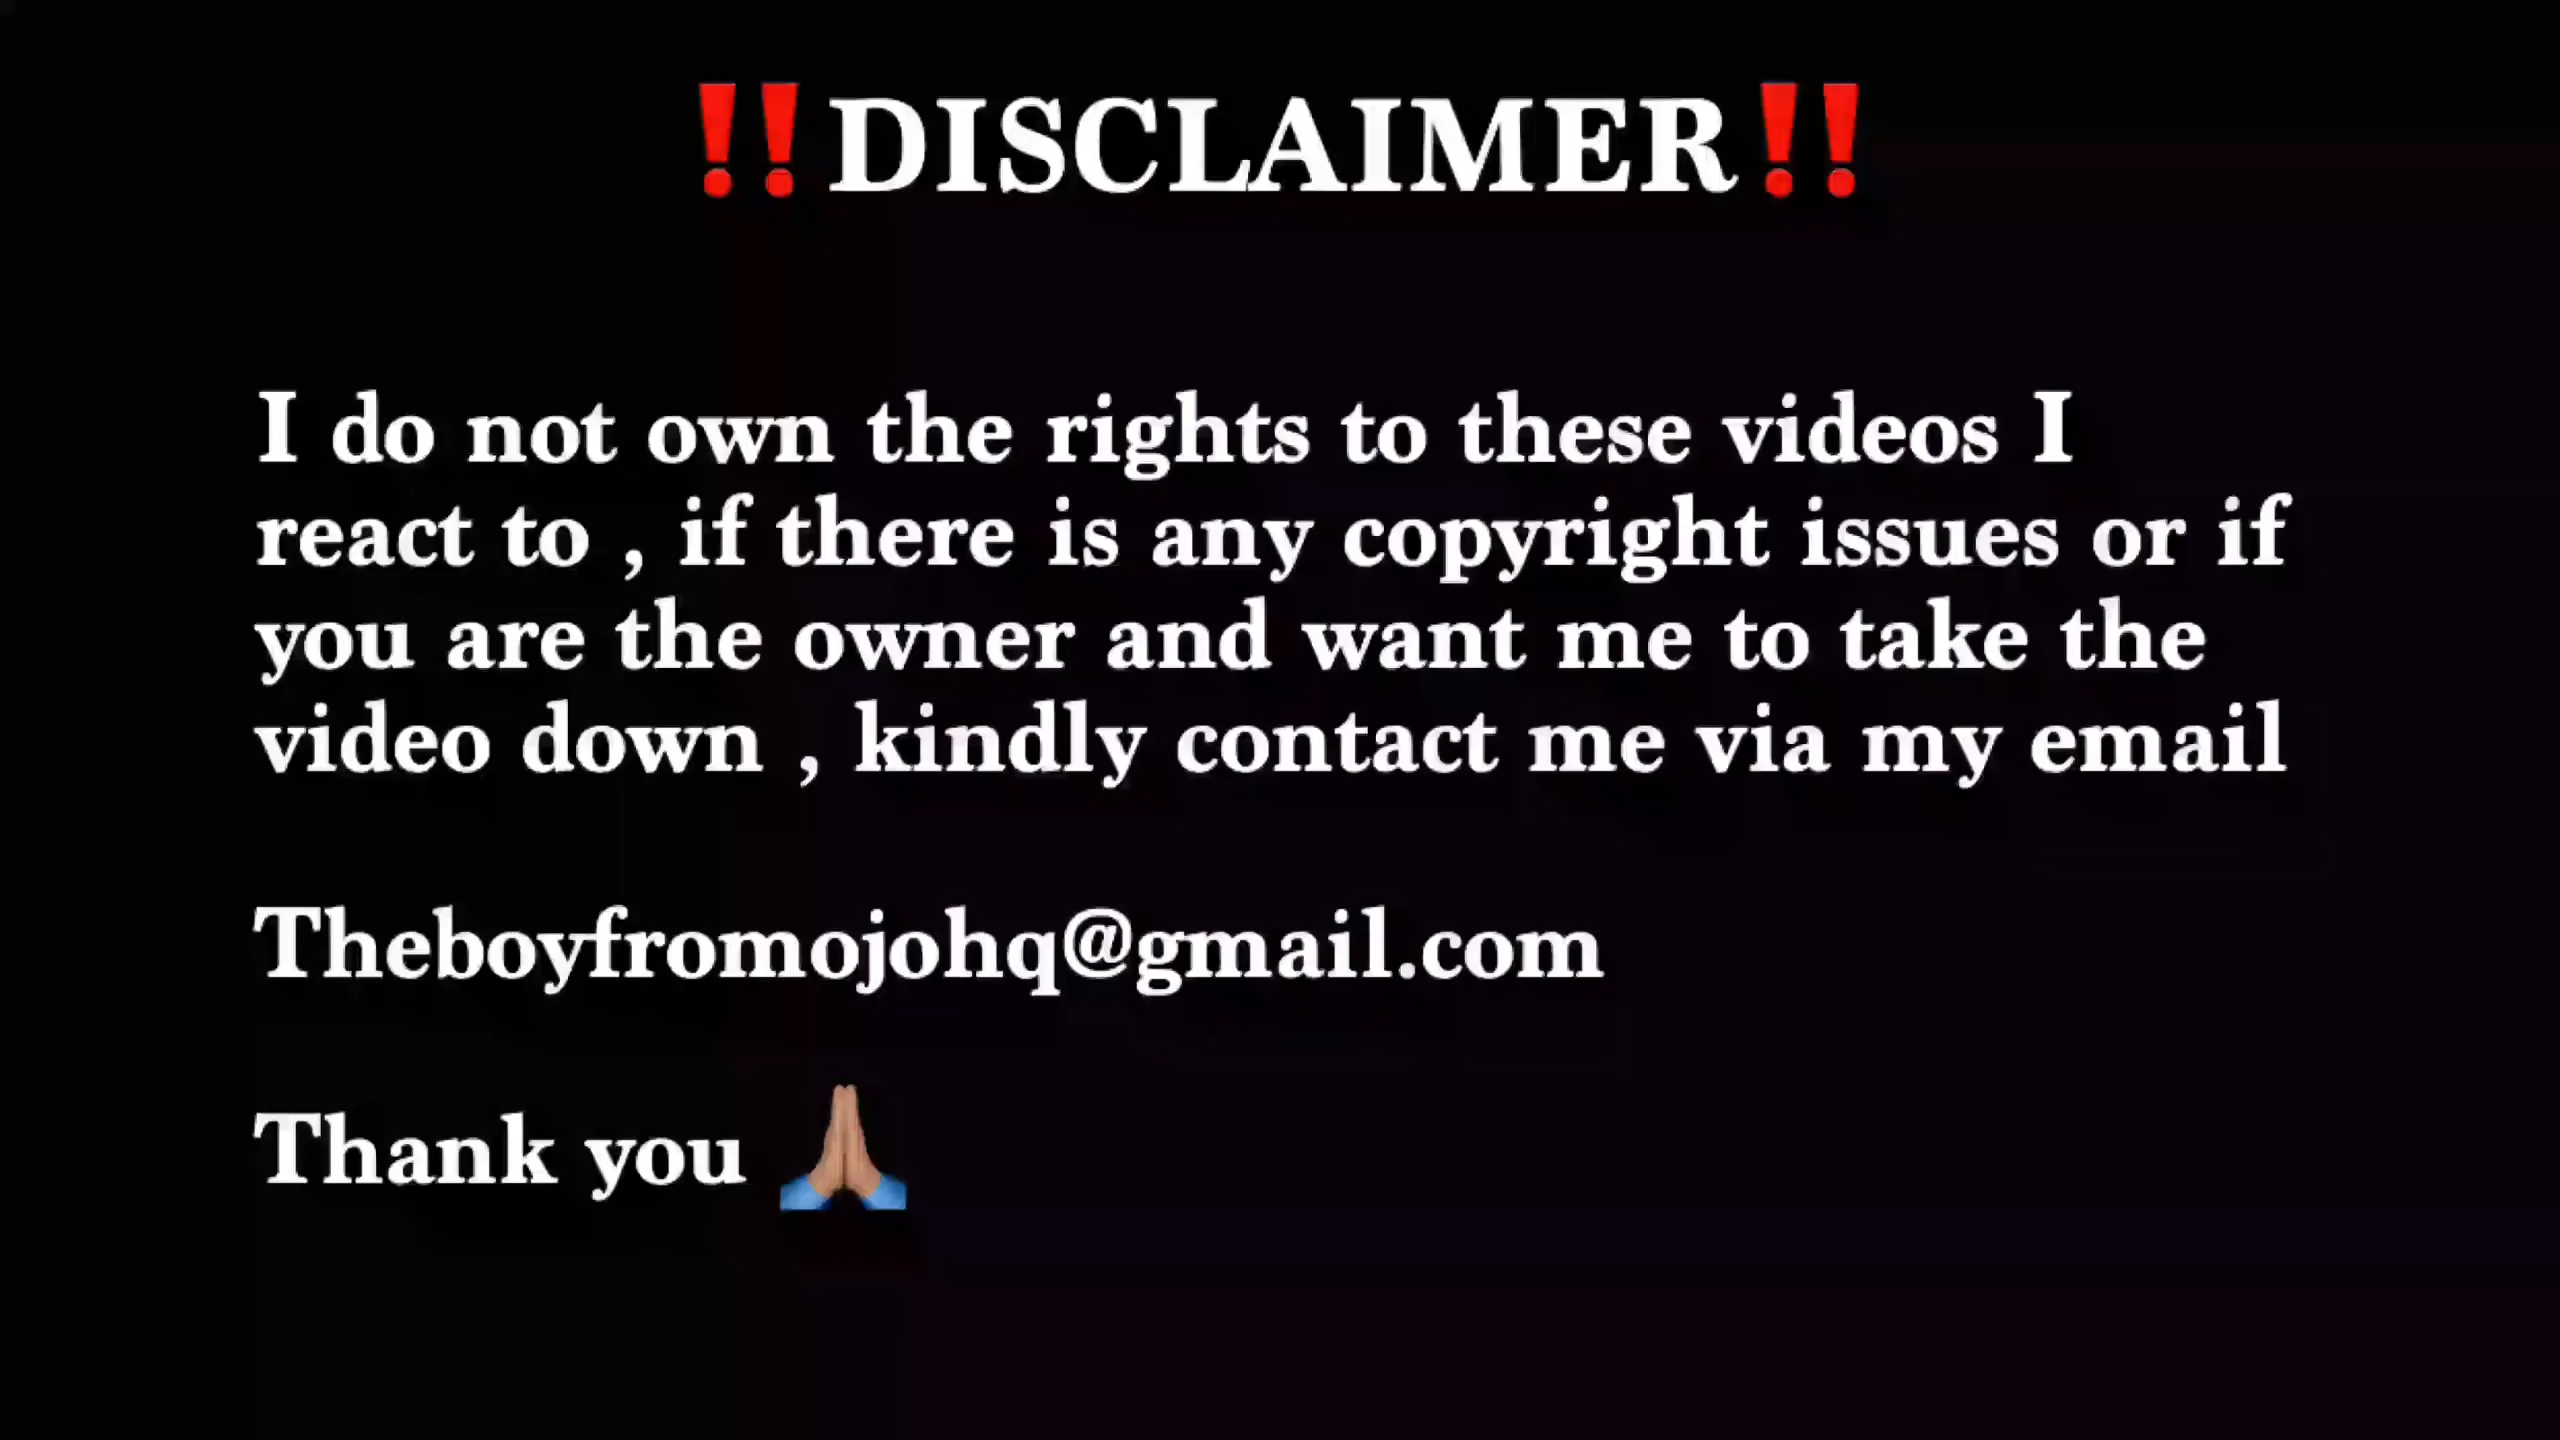 ‼️DISCLAIMER‼️
I do not own the rights to these videos I
react to , if there is any copyright issues or if
you are the owner and want me to take the
video down , kindly contact me via my email
Theboyfromojohq@gmail.com
Thank you 🙏🏽